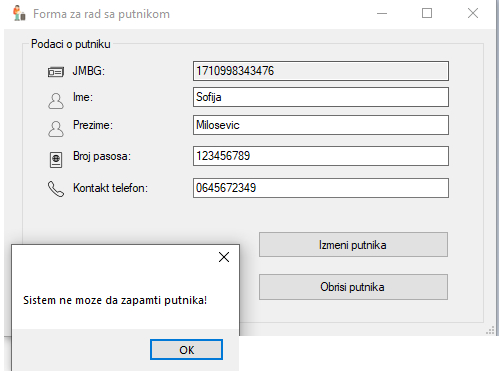 Forma za rad sa putnikom
Podaci o putniku
JMBG: 1710998343476
Ime: Sofija
Prezime: Milosevic
Broj pasosa: 123456789
Kontakt telefon: 0645672349
Izmeni putnika
Obrisi putnika
Sistem ne moze da zapamti putnika!
OK